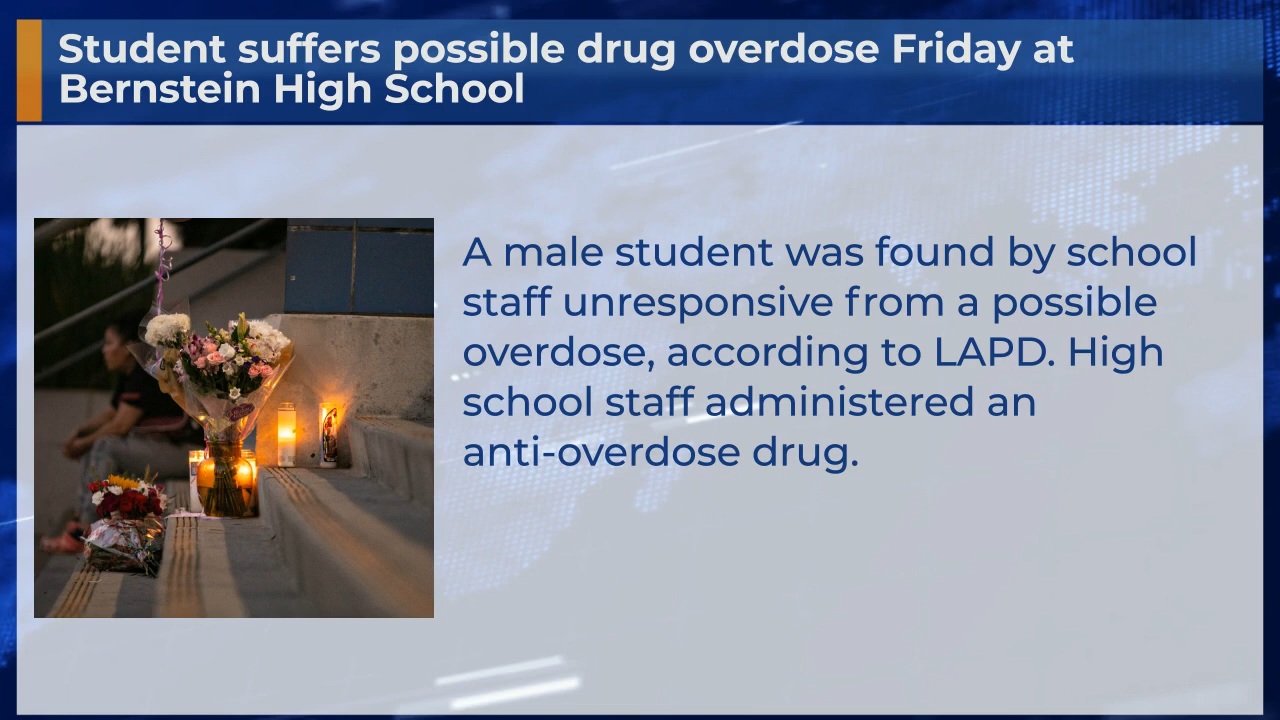 Student suffers possible drug overdose Friday at
Bernstein High School
A male student was found by school
staff unresponsive from a possible
overdose, according to LAPD. High
school staff administered an
anti-overdose drug.